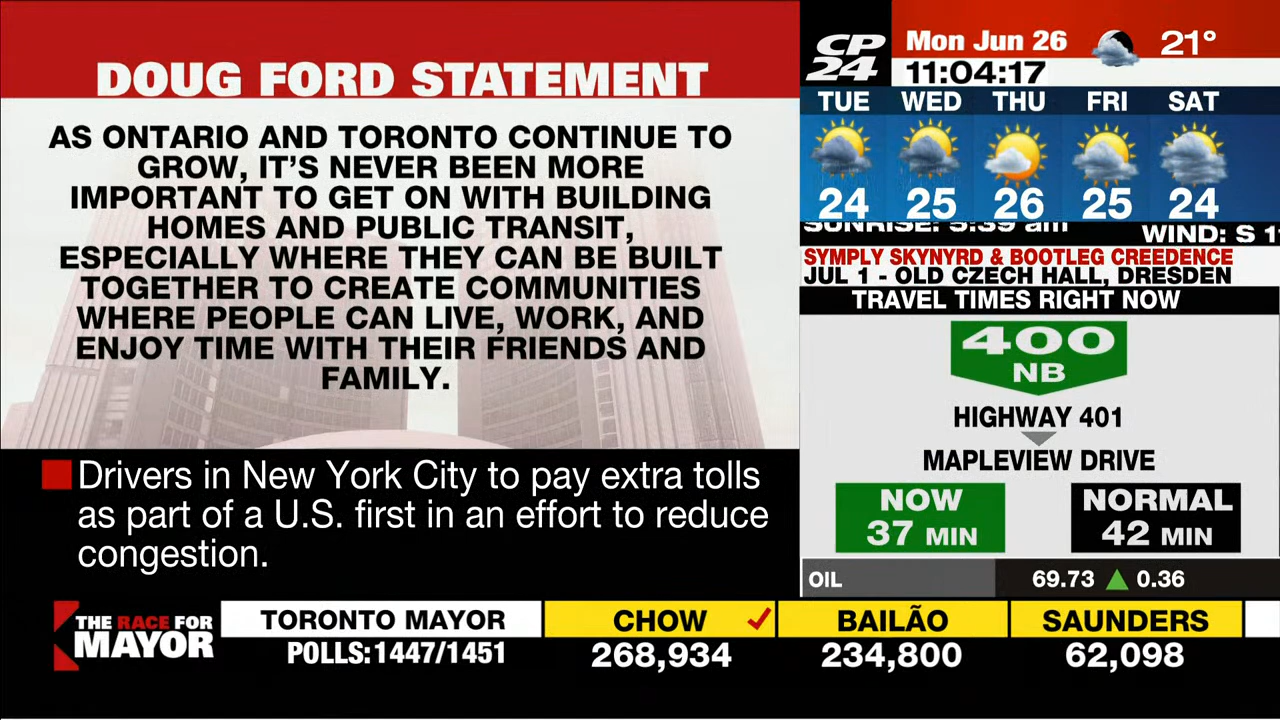 DOUG FORD STATEMENT
AS ONTARIO AND TORONTO CONTINUE TO
GROW, IT'S NEVER BEEN MORE
IMPORTANT TO GET ON WITH BUILDING
HOMES AND PUBLIC TRANSIT,
ESPECIALLY WHERE THEY CAN BE BUILT
TOGETHER TO CREATE COMMUNITIES
WHERE PEOPLE CAN LIVE, WORK, AND
ENJOY TIME WITH THEIR FRIENDS AND
FAMILY.
Drivers in New York City to pay extra tolls
as part of a U.S. first in an effort to reduce
congestion.
CP
24
Mon Jun 26
21°
11:04:17
TUE WED THU FRI SAT
24 25 26 25 24
SUNRISE: 5:39 am
WIND: S 1
SYMPLY SKYNYRD & BOOTLEG CREEDENCE
JUL 1 - OLD CZECH HALL, DRESDEN
TRAVEL TIMES RIGHT NOW
400
NB
HIGHWAY 401
MAPLEVIEW DRIVE
NOW
37 MIN
NORMAL
42 MIN
OIL 69.73 0.36
THE RACE FOR
MAYOR
TORONTO MAYOR
POLLS:1447/1451
CHOW
268,934
BAILÃO
234,800
SAUNDERS
62,098